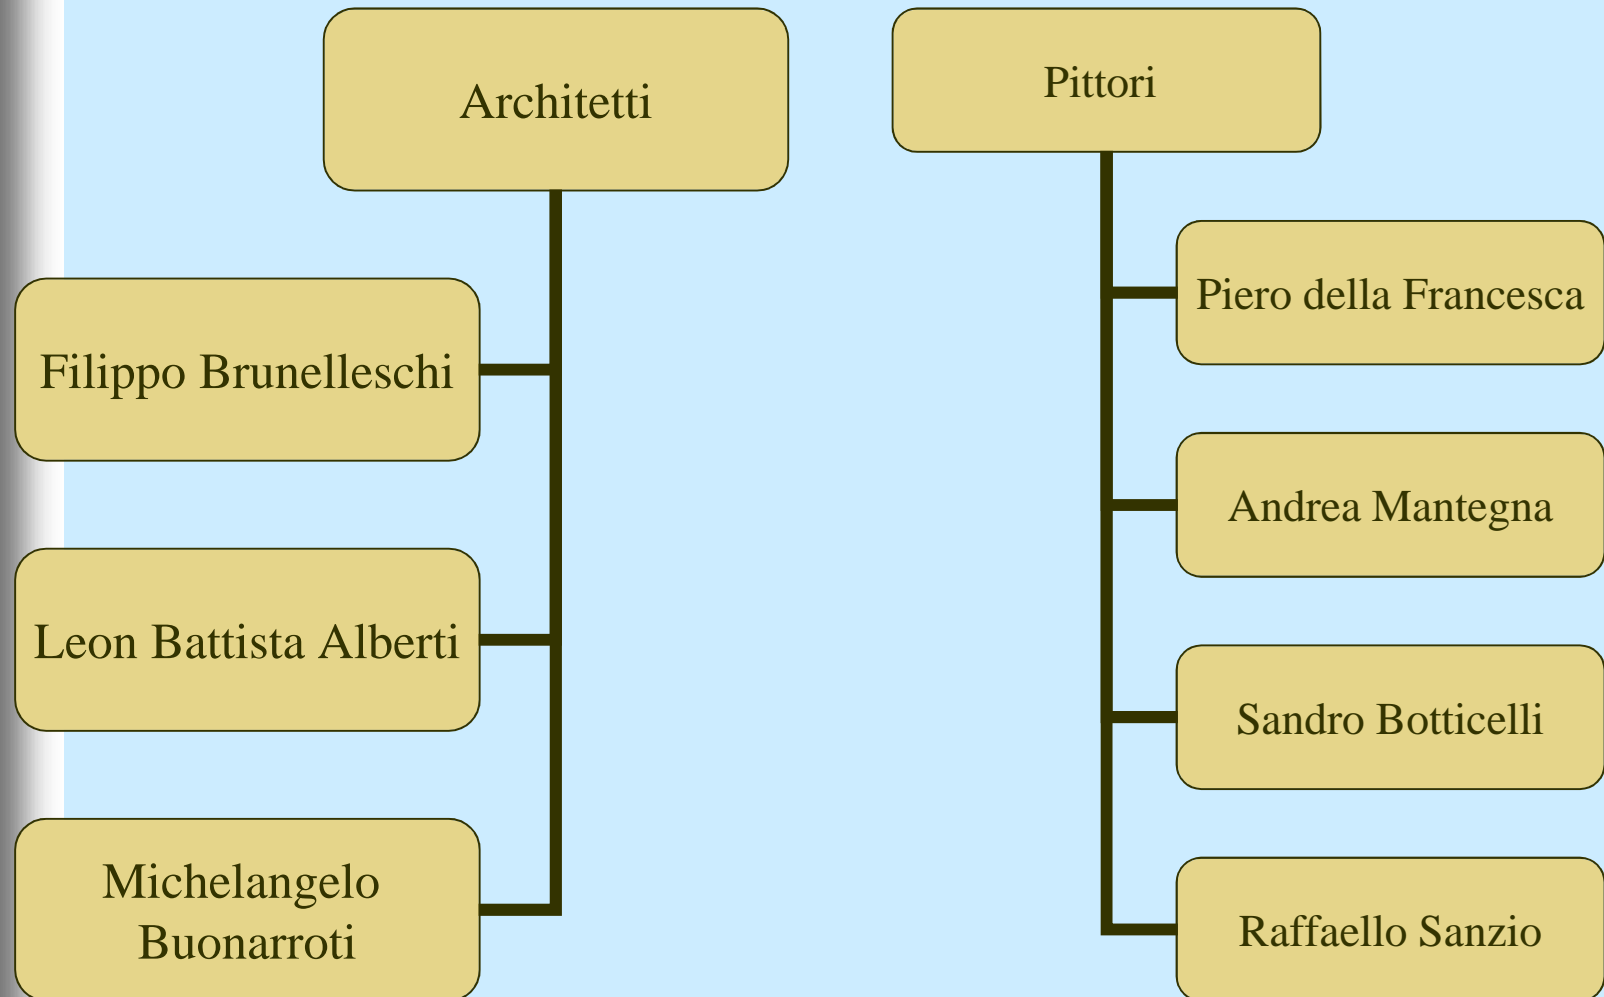 Architetti
Filippo Brunelleschi
Leon Battista Alberti
Michelangelo
Buonarroti
Pittori
Piero della Francesca
Andrea Mantegna
Sandro Botticelli
Raffaello Sanzio